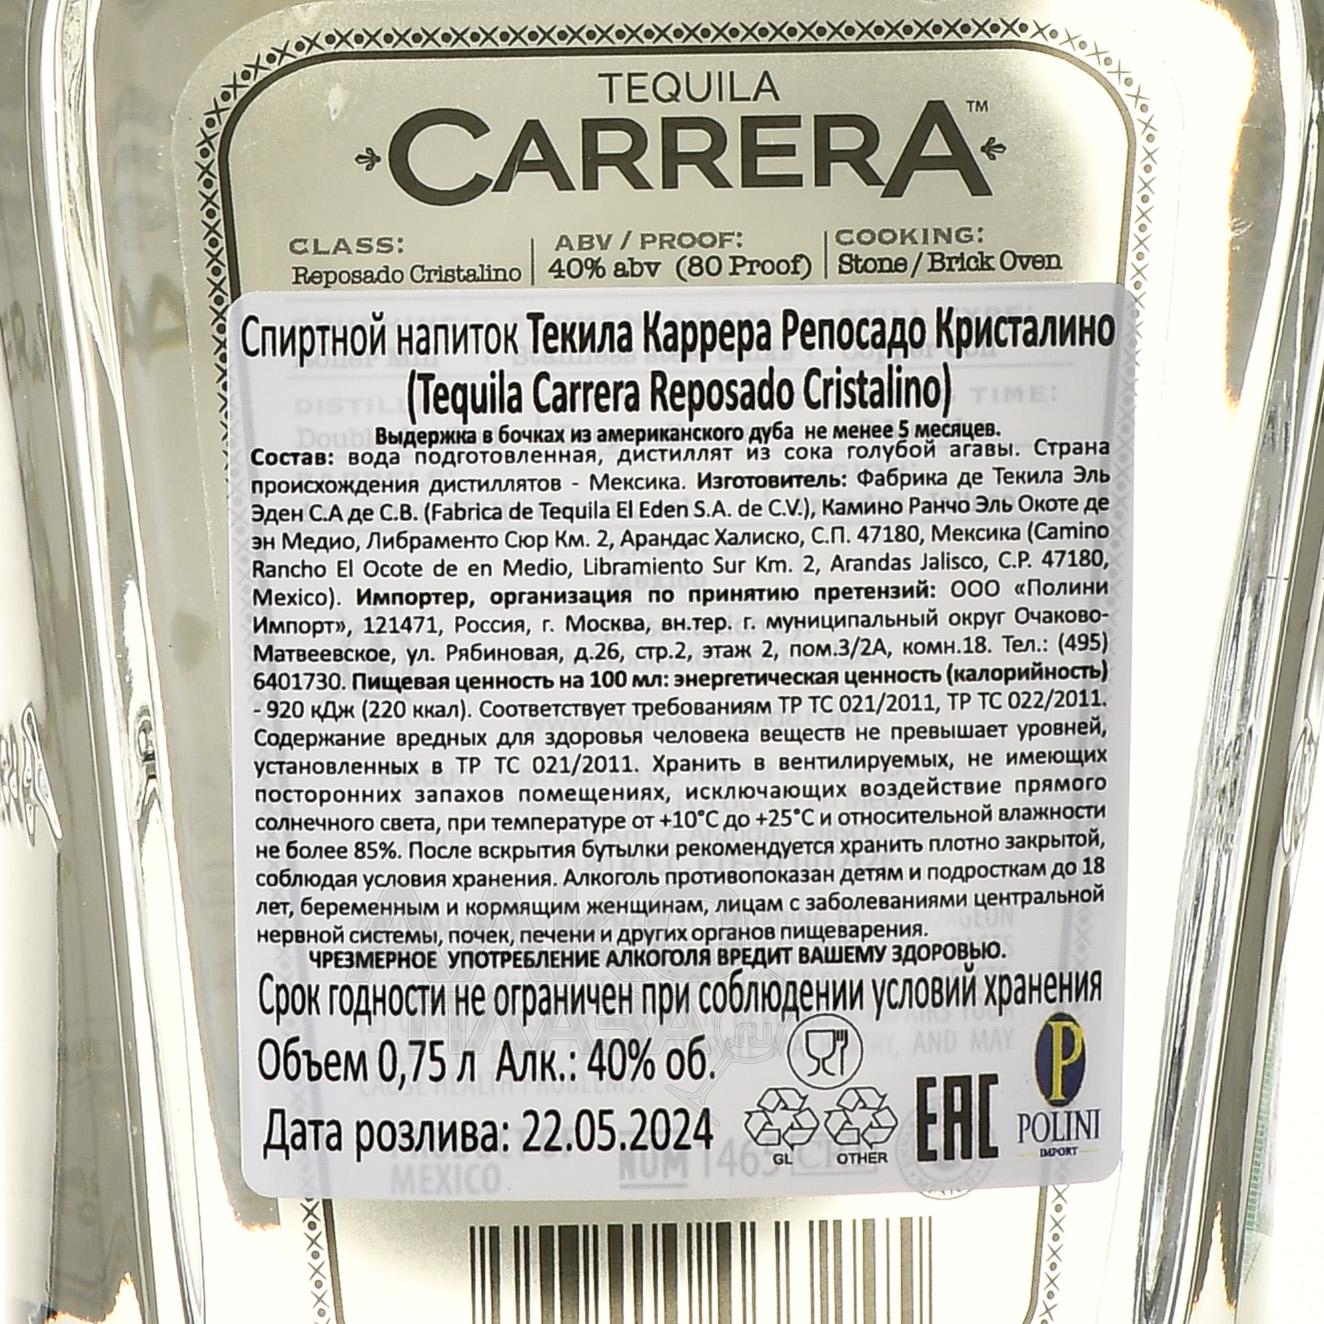 TEQUILA
CARRERA™
CLASS:
Reposado Cristalino
ABV / PROOF:
40% abv (80 Proof)
COOKING:
Stone / Brick Oven
Спиртной напиток Текила Каррера Репосадо Кристалино
(Tequila Carrera Reposado Cristalino)
Выдержка в бочках из американского дуба не менее 5 месяцев.
Состав: вода подготовленная, дистиллят из сока голубой агавы. Страна
происхождения дистиллятов - Мексика. Изготовитель: Фабрика де Текила Эль
Эден С.А де С.В. (Fabrica de Tequila El Eden S.A. de C.V.), Камино Ранчо Эль Окоте де
эн Медио, Либраменто Сюр Км. 2, Арандас Халиско, С.П. 47180, Мексика (Camino
Rancho El Ocote de en Medio, Libramiento Sur Km. 2, Arandas Jalisco, C.P. 47180,
Mexico). Импортер, организация по принятию претензий: ООО «Полини
Импорт», 121471, Россия, г. Москва, вн.тер. г. муниципальный округ Очаково-
Матвеевское, ул. Рябиновая, д.26, стр.2, этаж 2, пом.3/2А, комн.18. Тел.: (495)
6401730. Пищевая ценность на 100 мл: энергетическая ценность (калорийность)
- 920 кДж (220 ккал). Соответствует требованиям ТР ТС 021/2011, ТР ТС 022/2011.
Содержание вредных для здоровья человека веществ не превышает уровней,
установленных в ТР ТС 021/2011. Хранить в вентилируемых, не имеющих
посторонних запахов помещениях, исключающих воздействие прямого
солнечного света, при температуре от +10°С до +25°С и относительной влажности
не более 85%. После вскрытия бутылки рекомендуется хранить плотно закрытой,
соблюдая условия хранения. Алкоголь противопоказан детям и подросткам до 18
лет, беременным и кормящим женщинам, лицам с заболеваниями центральной
нервной системы, почек, печени и других органов пищеварения.
ЧРЕЗМЕРНОЕ УПОТРЕБЛЕНИЕ АЛКОГОЛЯ ВРЕДИТ ВАШЕМУ ЗДОРОВЬЮ.
Срок годности не ограничен при соблюдении условий хранения
Объем 0,75 л Алк.: 40% об.
Дата розлива: 22.05.2024
GL
OTHER
EAC
P
POLINI
IMPORT
MEXICO
NOM 1465 CRT